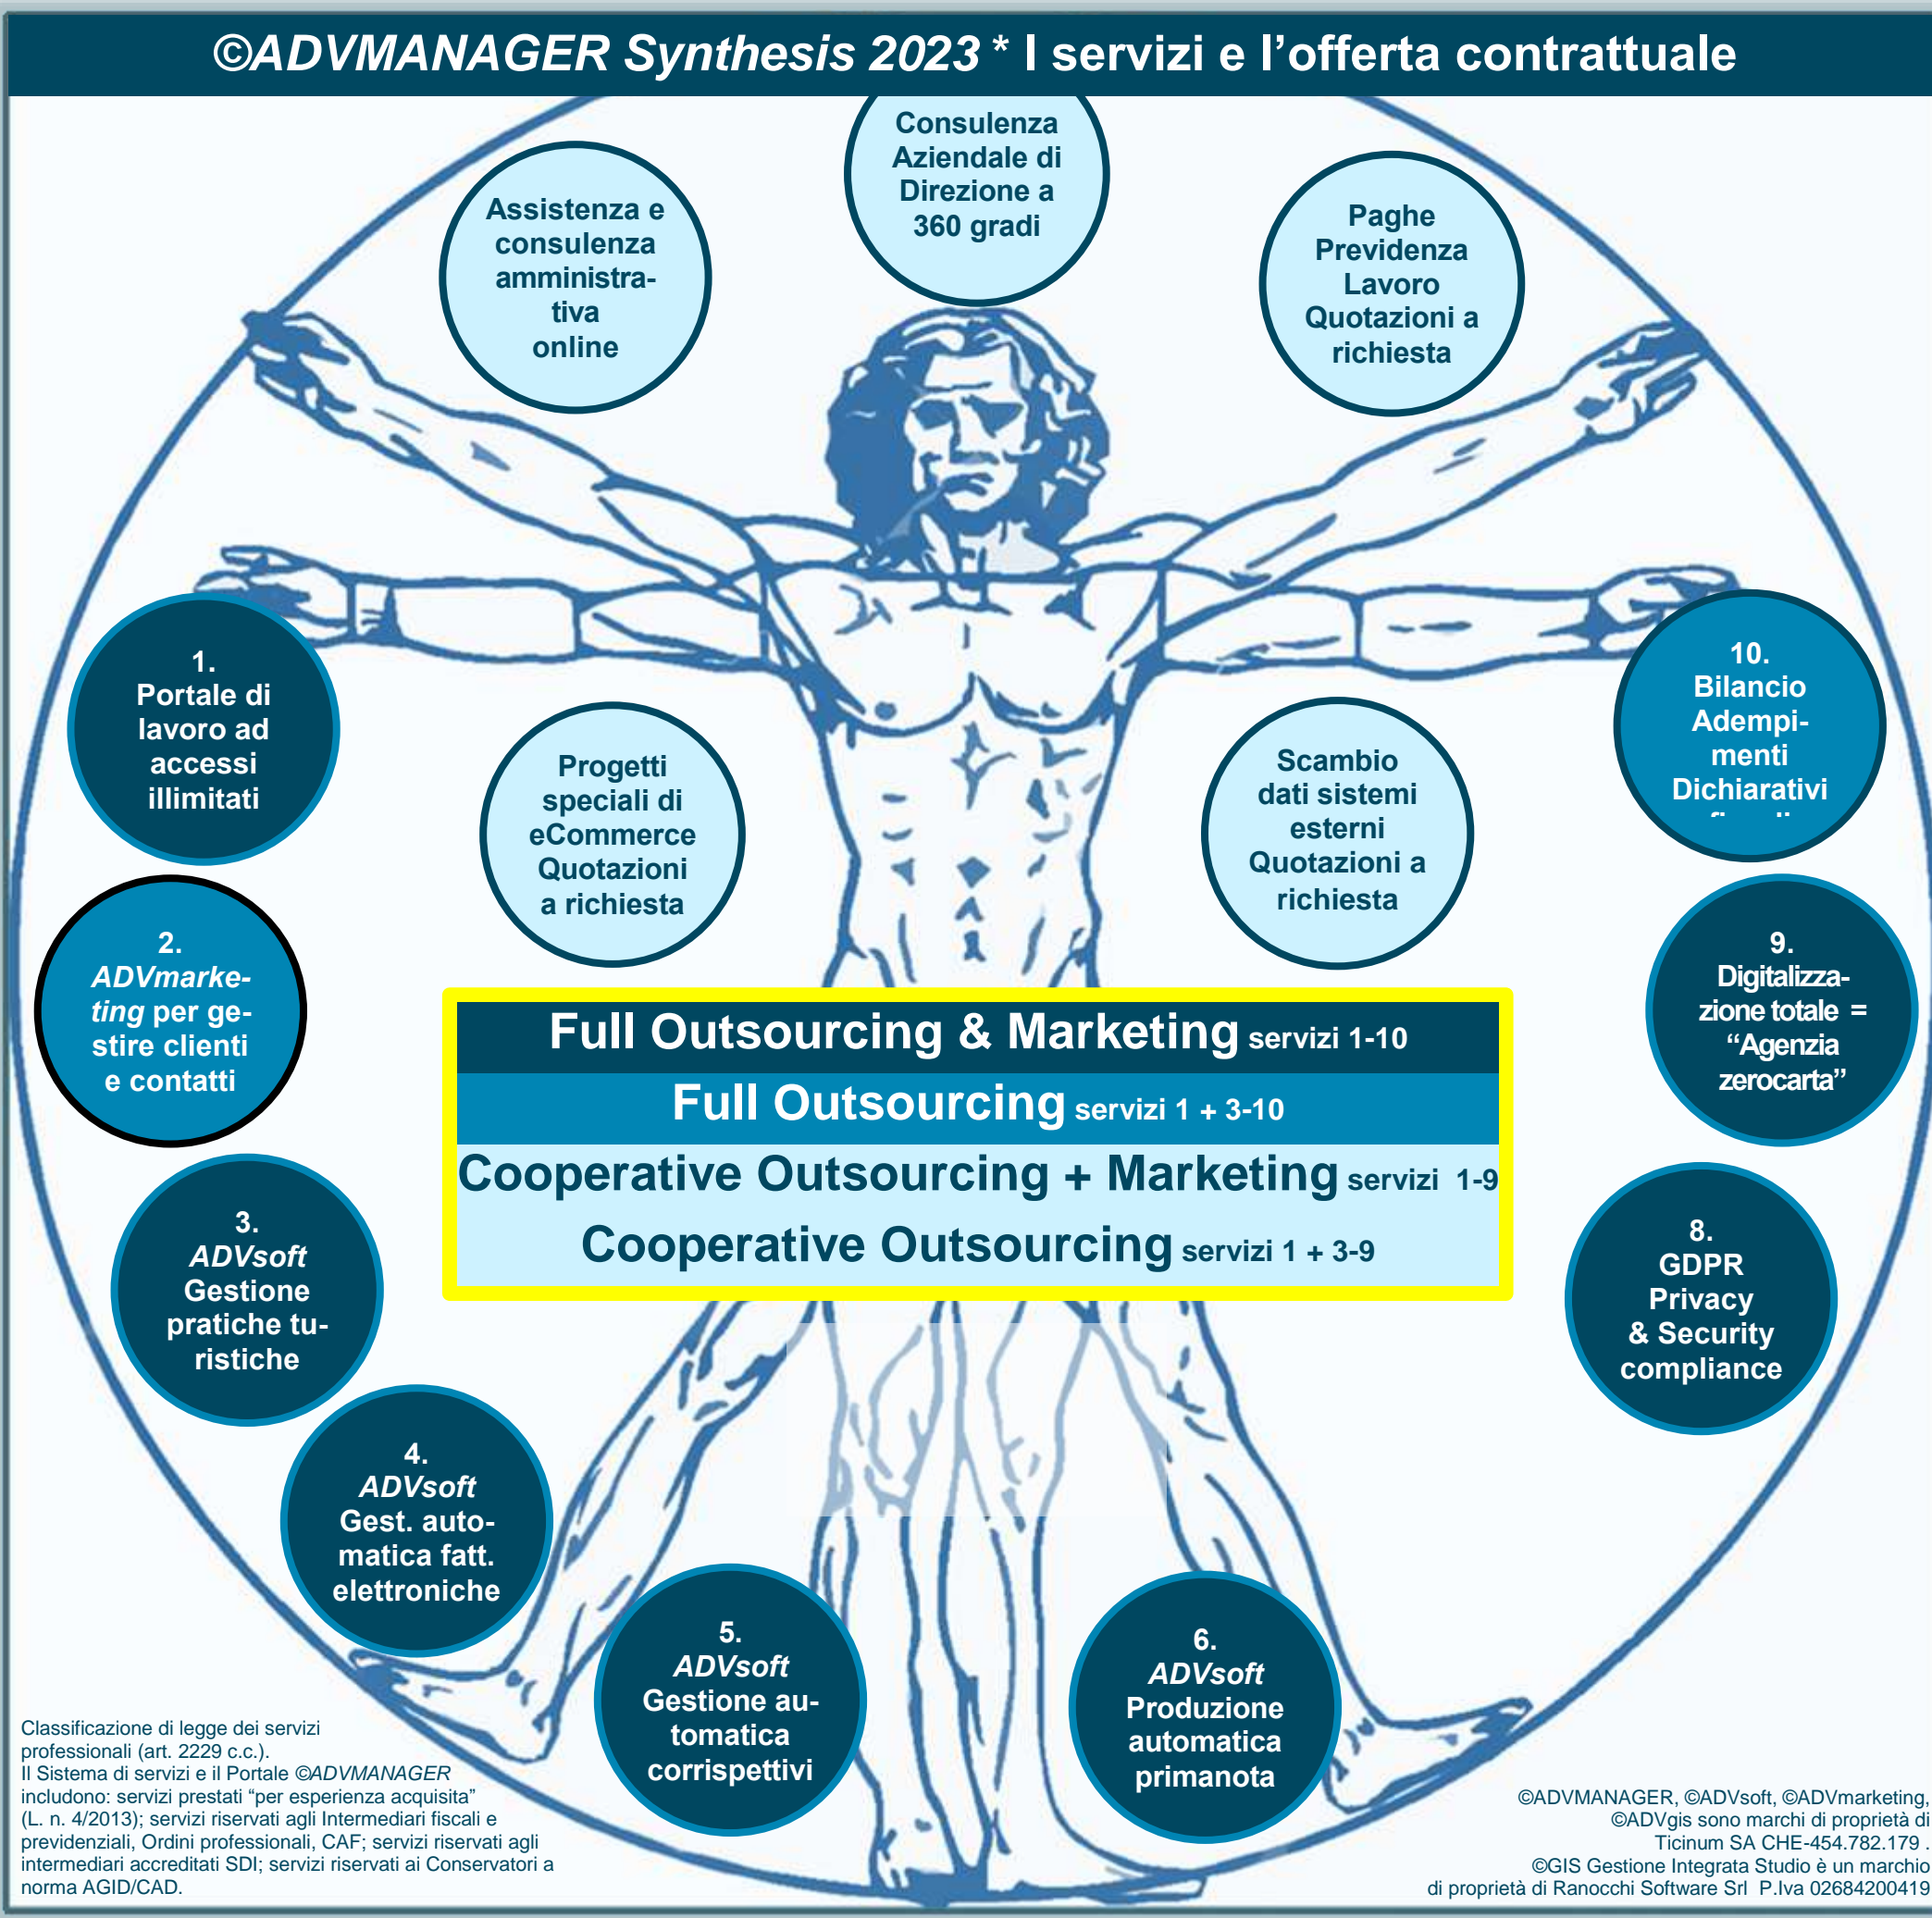 ©ADVMANAGER Synthesis 2023 * I servizi e l’offerta contrattuale
Consulenza
Aziendale di
Direzione a
360 gradi
Assistenza e
consulenza
amministra-
tiva
online
Paghe
Previdenza
Lavoro
Quotazioni a
richiesta
1.
Portale di
lavoro ad
accessi
illimitati
10.
Bilancio
Adempi-
menti
Dichiarativi
Progetti
speciali di
eCommerce
Quotazioni
a richiesta
Scambio
dati sistemi
esterni
Quotazioni a
richiesta
2.
ADVmarke-
ting per ge-
stire clienti
e contatti
9.
Digitalizza-
zione totale =
“Agenzia
zerocarta”
Full Outsourcing & Marketing servizi 1-10
Full Outsourcing servizi 1 + 3-10
Cooperative Outsourcing + Marketing servizi 1-9
Cooperative Outsourcing servizi 1 + 3-9
3.
ADVsoft
Gestione
pratiche tu-
ristiche
8.
GDPR
Privacy
& Security
compliance
4.
ADVsoft
Gest. auto-
matica fatt.
elettroniche
5.
ADVsoft
Gestione au-
tomatica
corrispettivi
6.
ADVsoft
Produzione
automatica
primanota
Classificazione di legge dei servizi
professionali (art. 2229 c.c.).
Il Sistema di servizi e il Portale ©ADVMANAGER
includono: servizi prestati “per esperienza acquisita”
(L. n. 4/2013); servizi riservati agli Intermediari fiscali e
previdenziali, Ordini professionali, CAF; servizi riservati agli
intermediari accreditati SDI; servizi riservati ai Conservatori a
norma AGID/CAD.
©ADVMANAGER, ©ADVsoft, ©ADVmarketing,
©ADVgis sono marchi di proprietà di
Ticinum SA CHE-454.782.179 .
©GIS Gestione Integrata Studio è un marchio
di proprietà di Ranocchi Software Srl P.Iva 02684200419